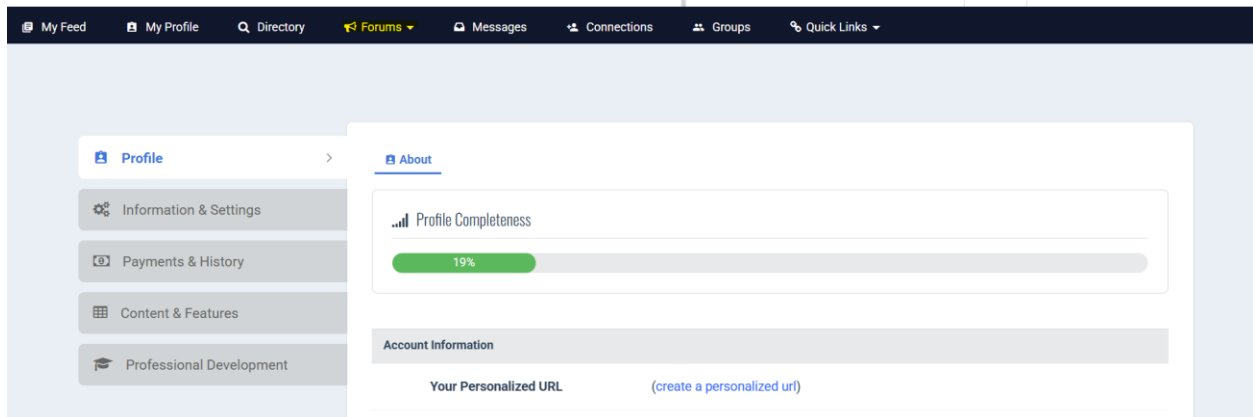 My Feed My Profile Directory Forums Messages Connections Groups Quick Links
Profile
About
Information & Settings
Profile Completeness
19%
Payments & History
Content & Features
Account Information
Professional Development
Your Personalized URL (create a personalized url)